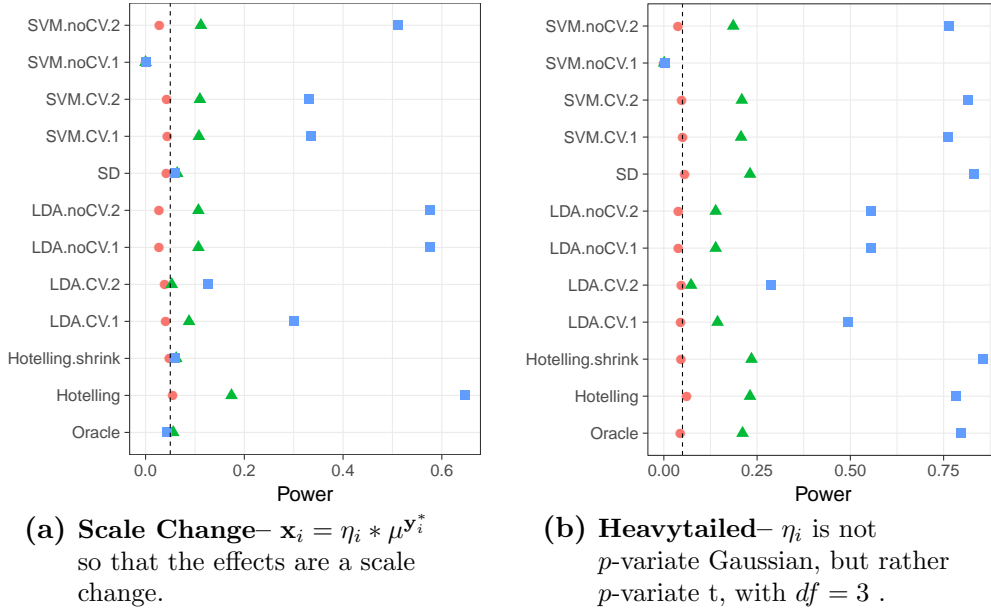 SVM.noCV.2
SVM.noCV.1
SVM.CV.2
SVM.CV.1
SD
LDA.noCV.2
LDA.noCV.1
LDA.CV.2
LDA.CV.1
Hotelling.shrink
Hotelling
Oracle
0.0 0.2 0.4 0.6
Power
(a) Scale Change– x_i = η_i ∗ μ^{y_i^*}
so that the effects are a scale
change.
SVM.noCV.2
SVM.noCV.1
SVM.CV.2
SVM.CV.1
SD
LDA.noCV.2
LDA.noCV.1
LDA.CV.2
LDA.CV.1
Hotelling.shrink
Hotelling
Oracle
0.00 0.25 0.50 0.75
Power
(b) Heavytailed– η_i is not
p-variate Gaussian, but rather
p-variate t, with df = 3 .